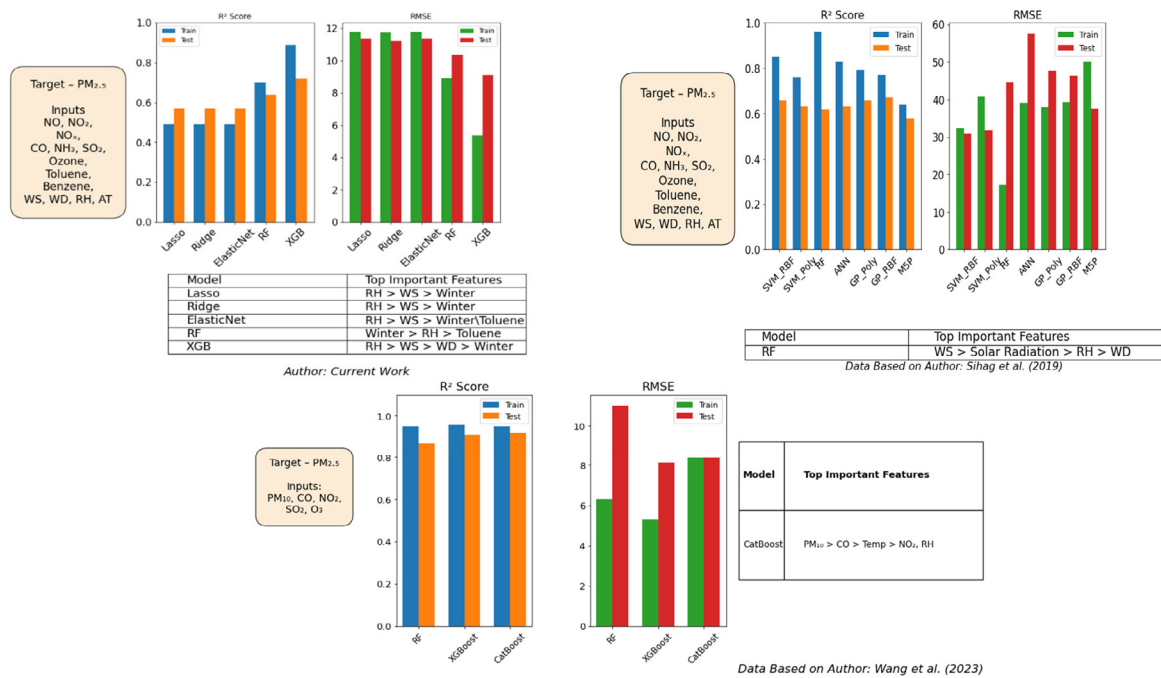 R² Score
RMSE
Train
Test
Train
Test
1.0
0.8
0.6
0.4
0.2
0.0
12
10
8
6
4
2
0
Target – PM₂.₅
Inputs
NO, NO₂,
NOₓ,
CO, NH₃, SO₂,
Ozone,
Toluene,
Benzene,
WS, WD, RH, AT
Lasso
Ridge
ElasticNet
RF
XGB
Lasso
Ridge
ElasticNet
RF
XGB
Model Top Important Features
Lasso RH > WS > Winter
Ridge RH > WS > Winter
ElasticNet RH > WS > Winter\Toluene
RF Winter > RH > Toluene
XGB RH > WS > WD > Winter
Author: Current Work
R² Score
RMSE
Train
Test
Train
Test
1.0
0.8
0.6
0.4
0.2
0.0
60
50
40
30
20
10
0
Target – PM₂.₅
Inputs
NO, NO₂,
NOₓ,
CO, NH₃, SO₂,
Ozone,
Toluene,
Benzene,
WS, WD, RH, AT
SVM_RBF
SVM_Poly
RF
ANN
GP_Poly
GP_RBF
M5P
SVM_RBF
SVM_Poly
RF
ANN
GP_Poly
GP_RBF
M5P
Model Top Important Features
RF WS > Solar Radiation > RH > WD
Data Based on Author: Sihag et al. (2019)
R² Score
RMSE
Train
Test
Train
Test
1.0
0.8
0.6
0.4
0.2
0.0
10
8
6
4
2
0
Target – PM₂.₅
Inputs:
PM₁₀, CO, NO₂,
SO₂, O₃
RF
XGBoost
CatBoost
RF
XGBoost
CatBoost
Model Top Important Features
CatBoost PM₁₀ > CO > Temp > NO₂, RH
Data Based on Author: Wang et al. (2023)